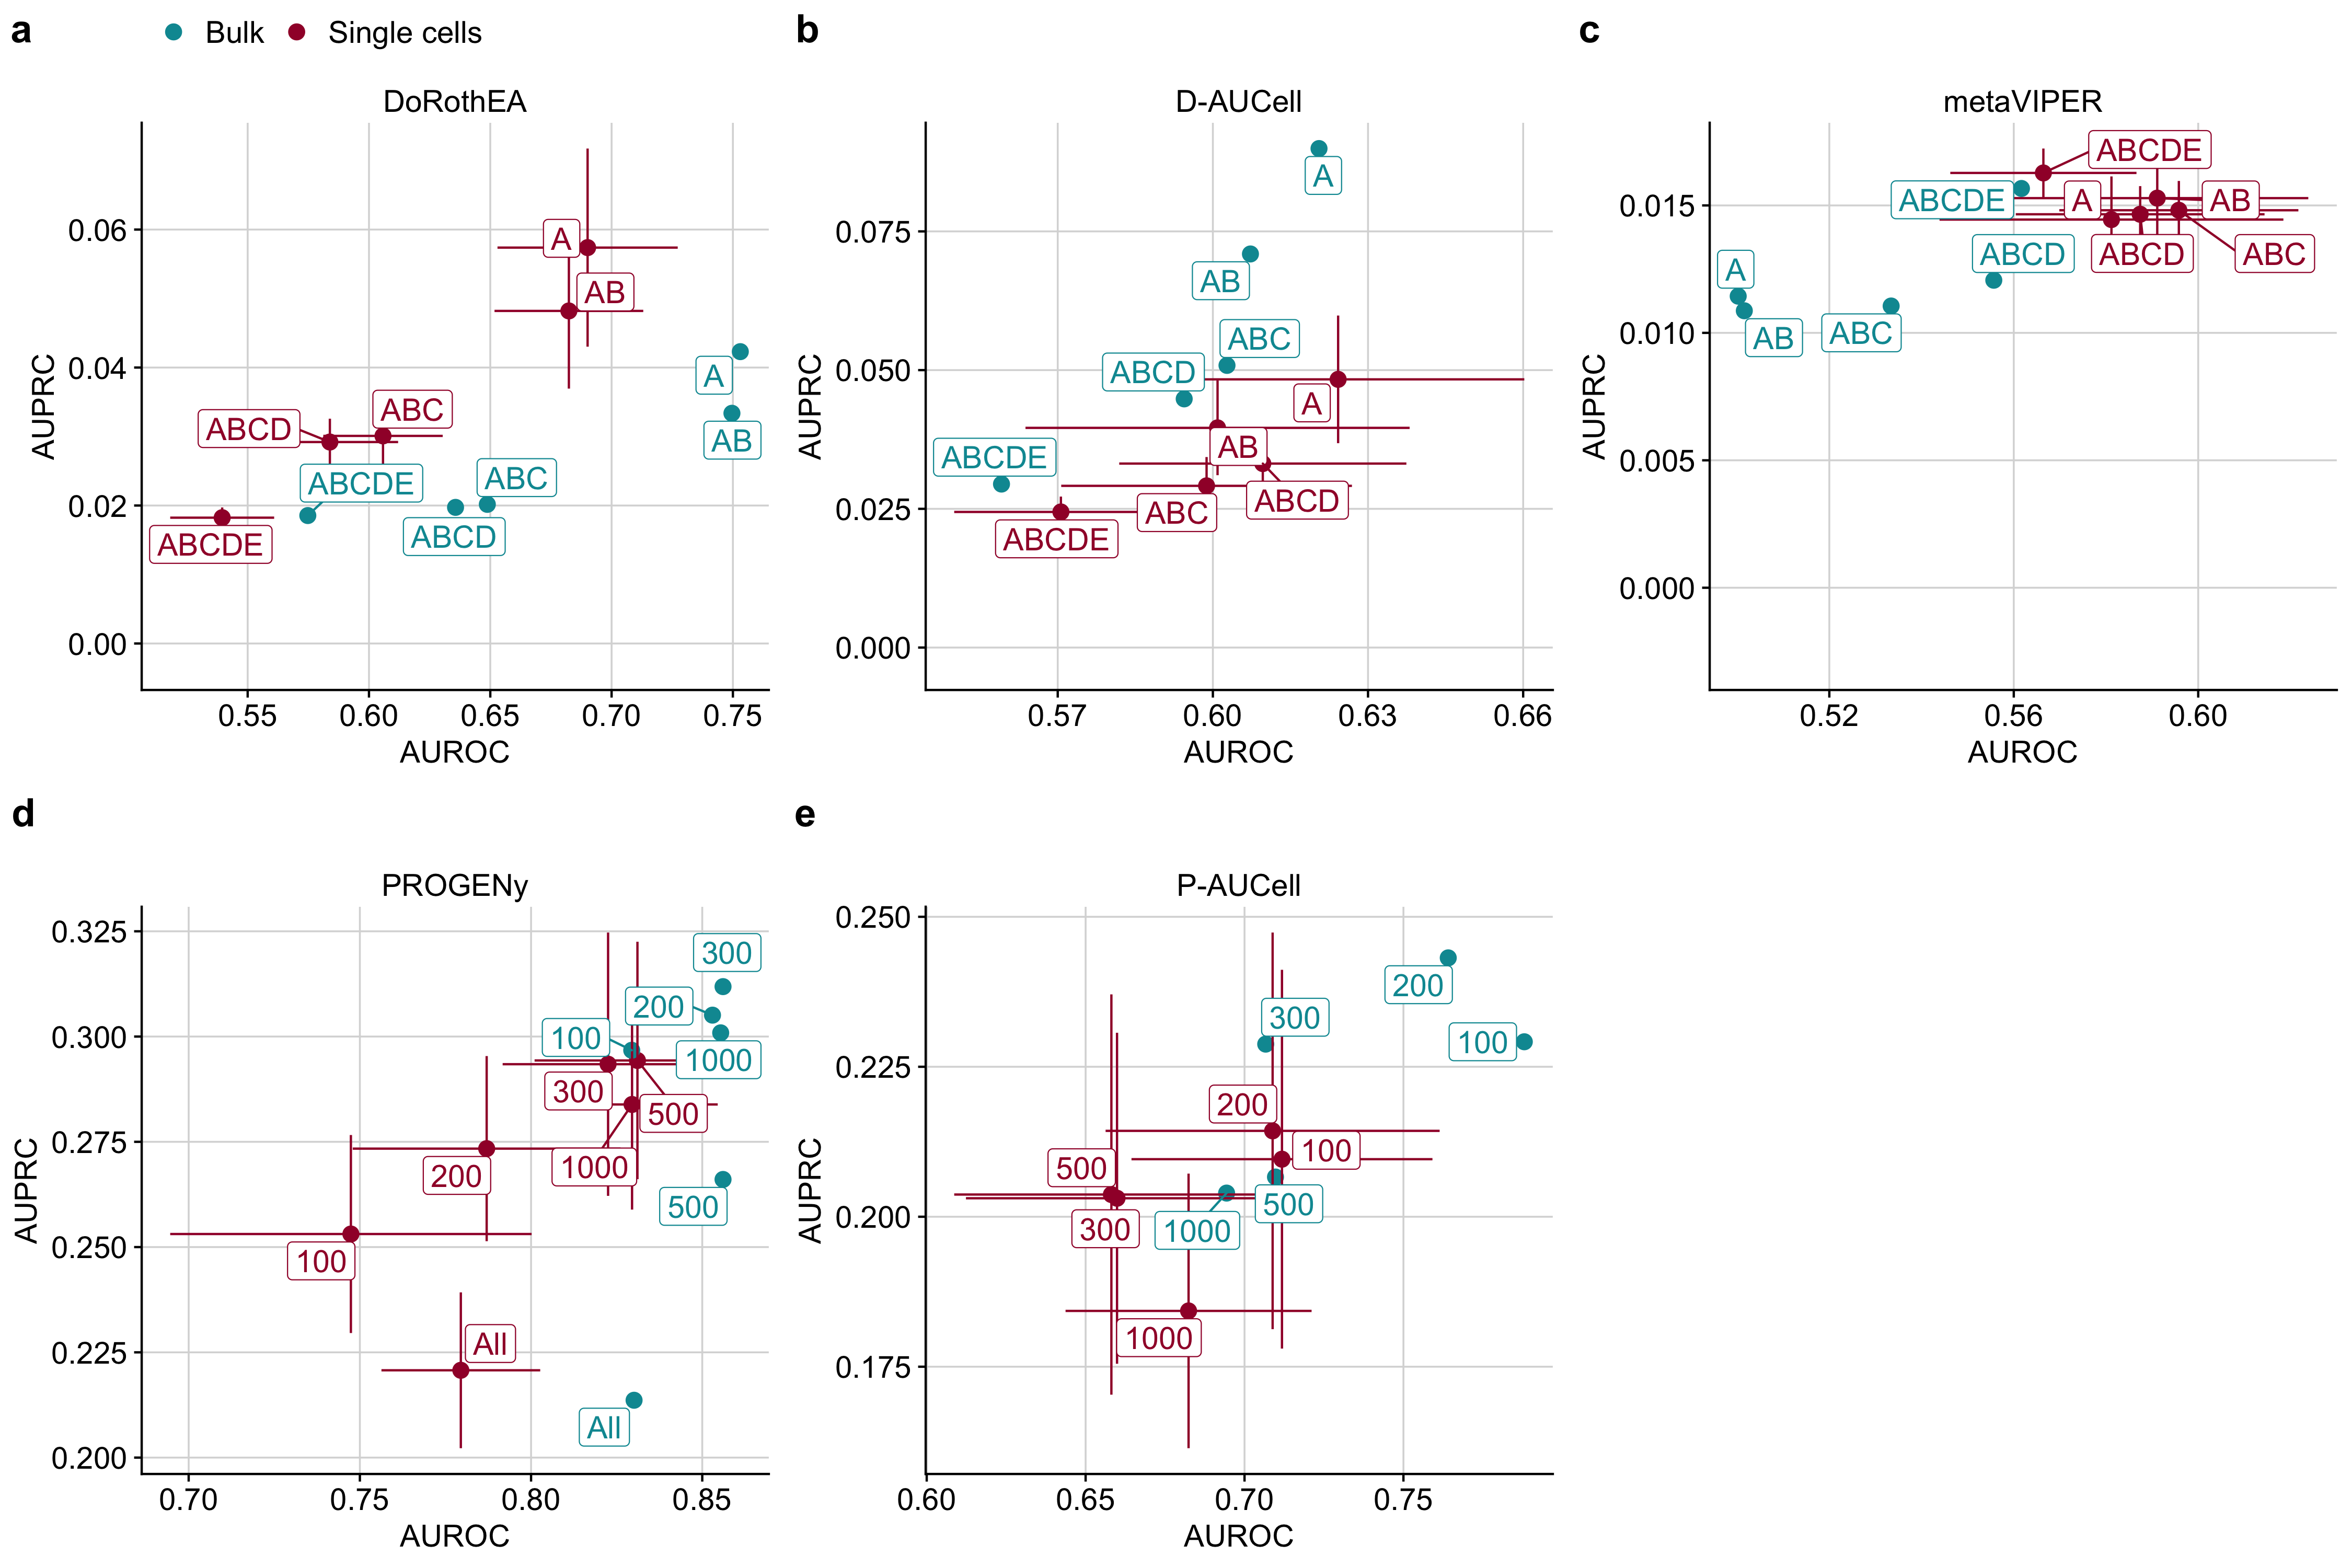 a
Bulk
Single cells
DoRothEA
AUPRC
0.06
0.04
0.02
0.00
A
AB
A
AB
ABC
ABCD
ABCDE
ABC
ABCD
ABCDE
0.55 0.60 0.65 0.70 0.75
AUROC
b
D-AUCell
AUPRC
0.075
0.050
0.025
0.000
A
AB
ABC
ABCD
A
ABCDE
AB
ABCD
ABC
ABCDE
0.57 0.60 0.63 0.66
AUROC
c
metaVIPER
AUPRC
0.015
0.010
0.005
0.000
ABCDE
ABCDE
A
AB
ABCD
ABCD
ABC
A
AB
ABC
0.52 0.56 0.60
AUROC
d
PROGENy
AUPRC
0.325
0.300
0.275
0.250
0.225
0.200
300
200
100
1000
300
500
1000
200
500
100
All
All
0.70 0.75 0.80 0.85
AUROC
e
P-AUCell
AUPRC
0.250
0.225
0.200
0.175
200
300
100
200
100
500
500
300
1000
1000
0.60 0.65 0.70 0.75
AUROC